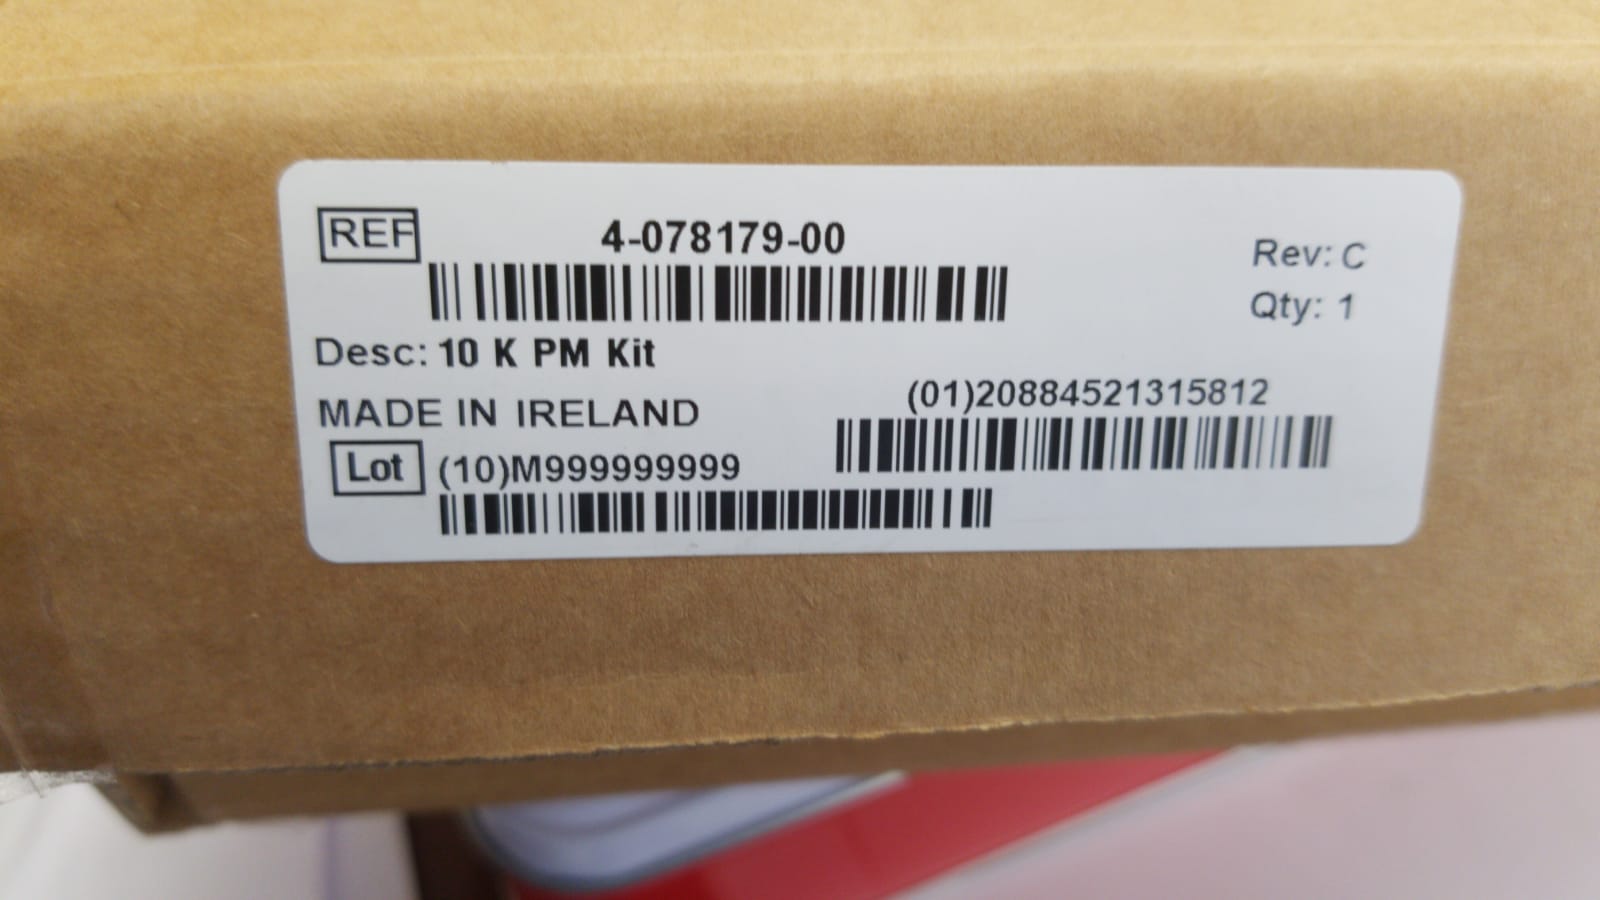 REF 4-078179-00
Rev: C
Qty: 1
Desc: 10 K PM Kit
(01)20884521315812
MADE IN IRELAND
Lot (10)M999999999